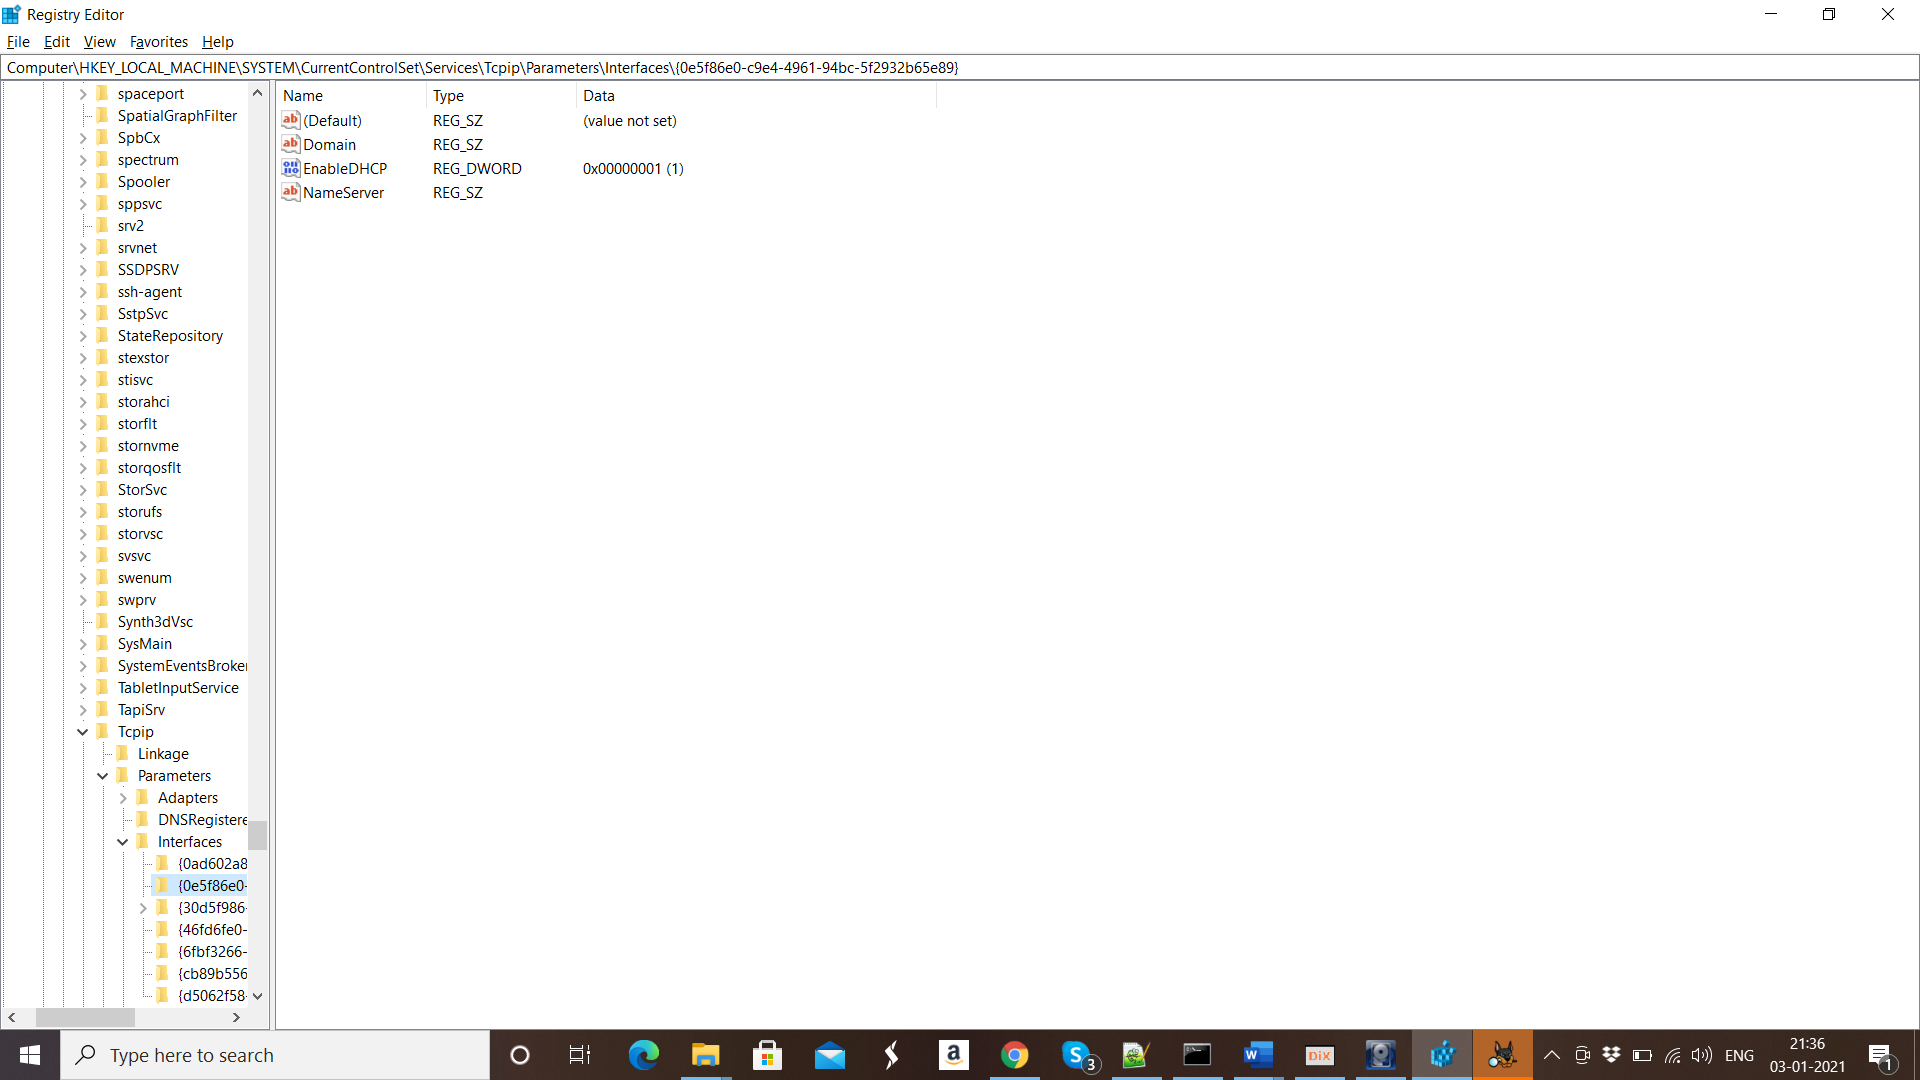 Registry Editor
File Edit View Favorites Help
Computer\HKEY_LOCAL_MACHINE\SYSTEM\CurrentControlSet\Services\Tcpip\Parameters\Interfaces\{0e5f86e0-c9e4-4961-94bc-5f2932b65e89}
spaceport
SpatialGraphFilter
SpbCx
spectrum
Spooler
sppsvc
srv2
srvnet
SSDPSRV
ssh-agent
SstpSvc
StateRepository
stexstor
stisvc
storahci
storflt
stornvme
storqosflt
StorSvc
storufs
storvsc
svsvc
swenum
swprv
Synth3dVsc
SysMain
SystemEventsBroker
TabletInputService
TapiSrv
Tcpip
Linkage
Parameters
Adapters
DNSRegistere
Interfaces
{0ad602a8
{0e5f86e0-
{30d5f986-
{46fd6fe0-
{6fbf3266-
{cb89b556
{d5062f58-
Name Type Data
(Default) REG_SZ (value not set)
Domain REG_SZ
EnableDHCP REG_DWORD 0x00000001 (1)
NameServer REG_SZ
Type here to search
a
S 3
W
DiX
ENG
21:36
03-01-2021
1